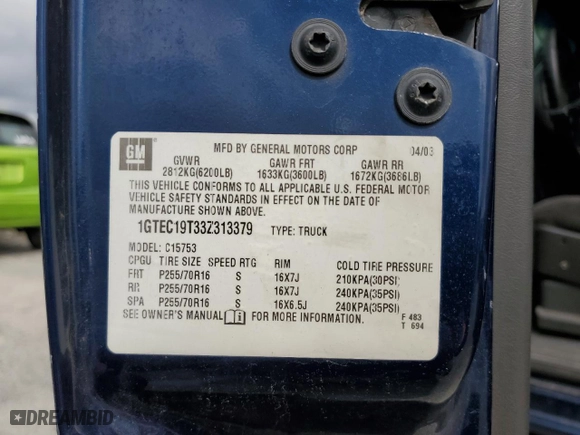 GM
MFD BY GENERAL MOTORS CORP 04/03
GVWR GAWR FRT GAWR RR
2812KG(6200LB) 1633KG(3600LB) 1672KG(3686LB)
THIS VEHICLE CONFORMS TO ALL APPLICABLE U.S. FEDERAL MOTOR
VEHICLE SAFETY STANDARDS IN EFFECT ON THE DATE OF
MANUFACTURE SHOWN ABOVE.
1GTEC19T33Z313379 TYPE: TRUCK
MODEL: C15753
CPGU TIRE SIZE SPEED RTG RIM COLD TIRE PRESSURE
FRT P255/70R16 S 16X7J 210KPA(30PSI)
RR P255/70R16 S 16X7J 240KPA(35PSI)
SPA P255/70R16 S 16X6.5J 240KPA(35PSI)
SEE OWNER'S MANUAL FOR MORE INFORMATION.
F 483
T 694
DREAMBID